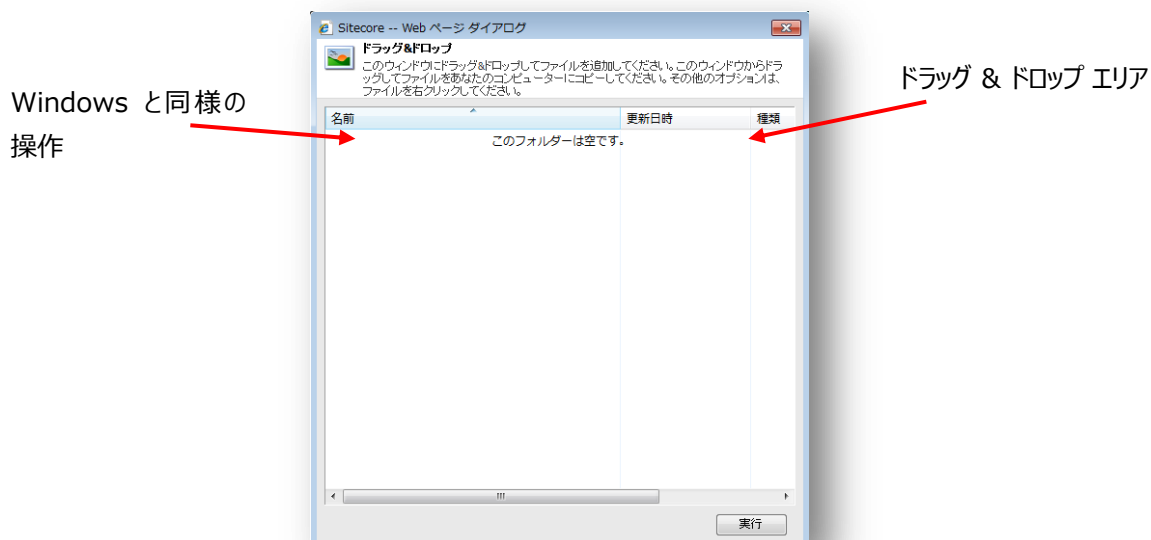 Sitecore -- Web ページ ダイアログ
ドラッグ&ドロップ
このウィンドウにドラッグ&ドロップしてファイルを追加してください。このウィンドウからドラ
ッグしてファイルをあなたのコンピューターにコピーしてください。その他のオプションは、
ファイルを右クリックしてください。
Windows と同様の
操作
ドラッグ & ドロップ エリア
名前
更新日時
種類
このフォルダーは空です。
実行